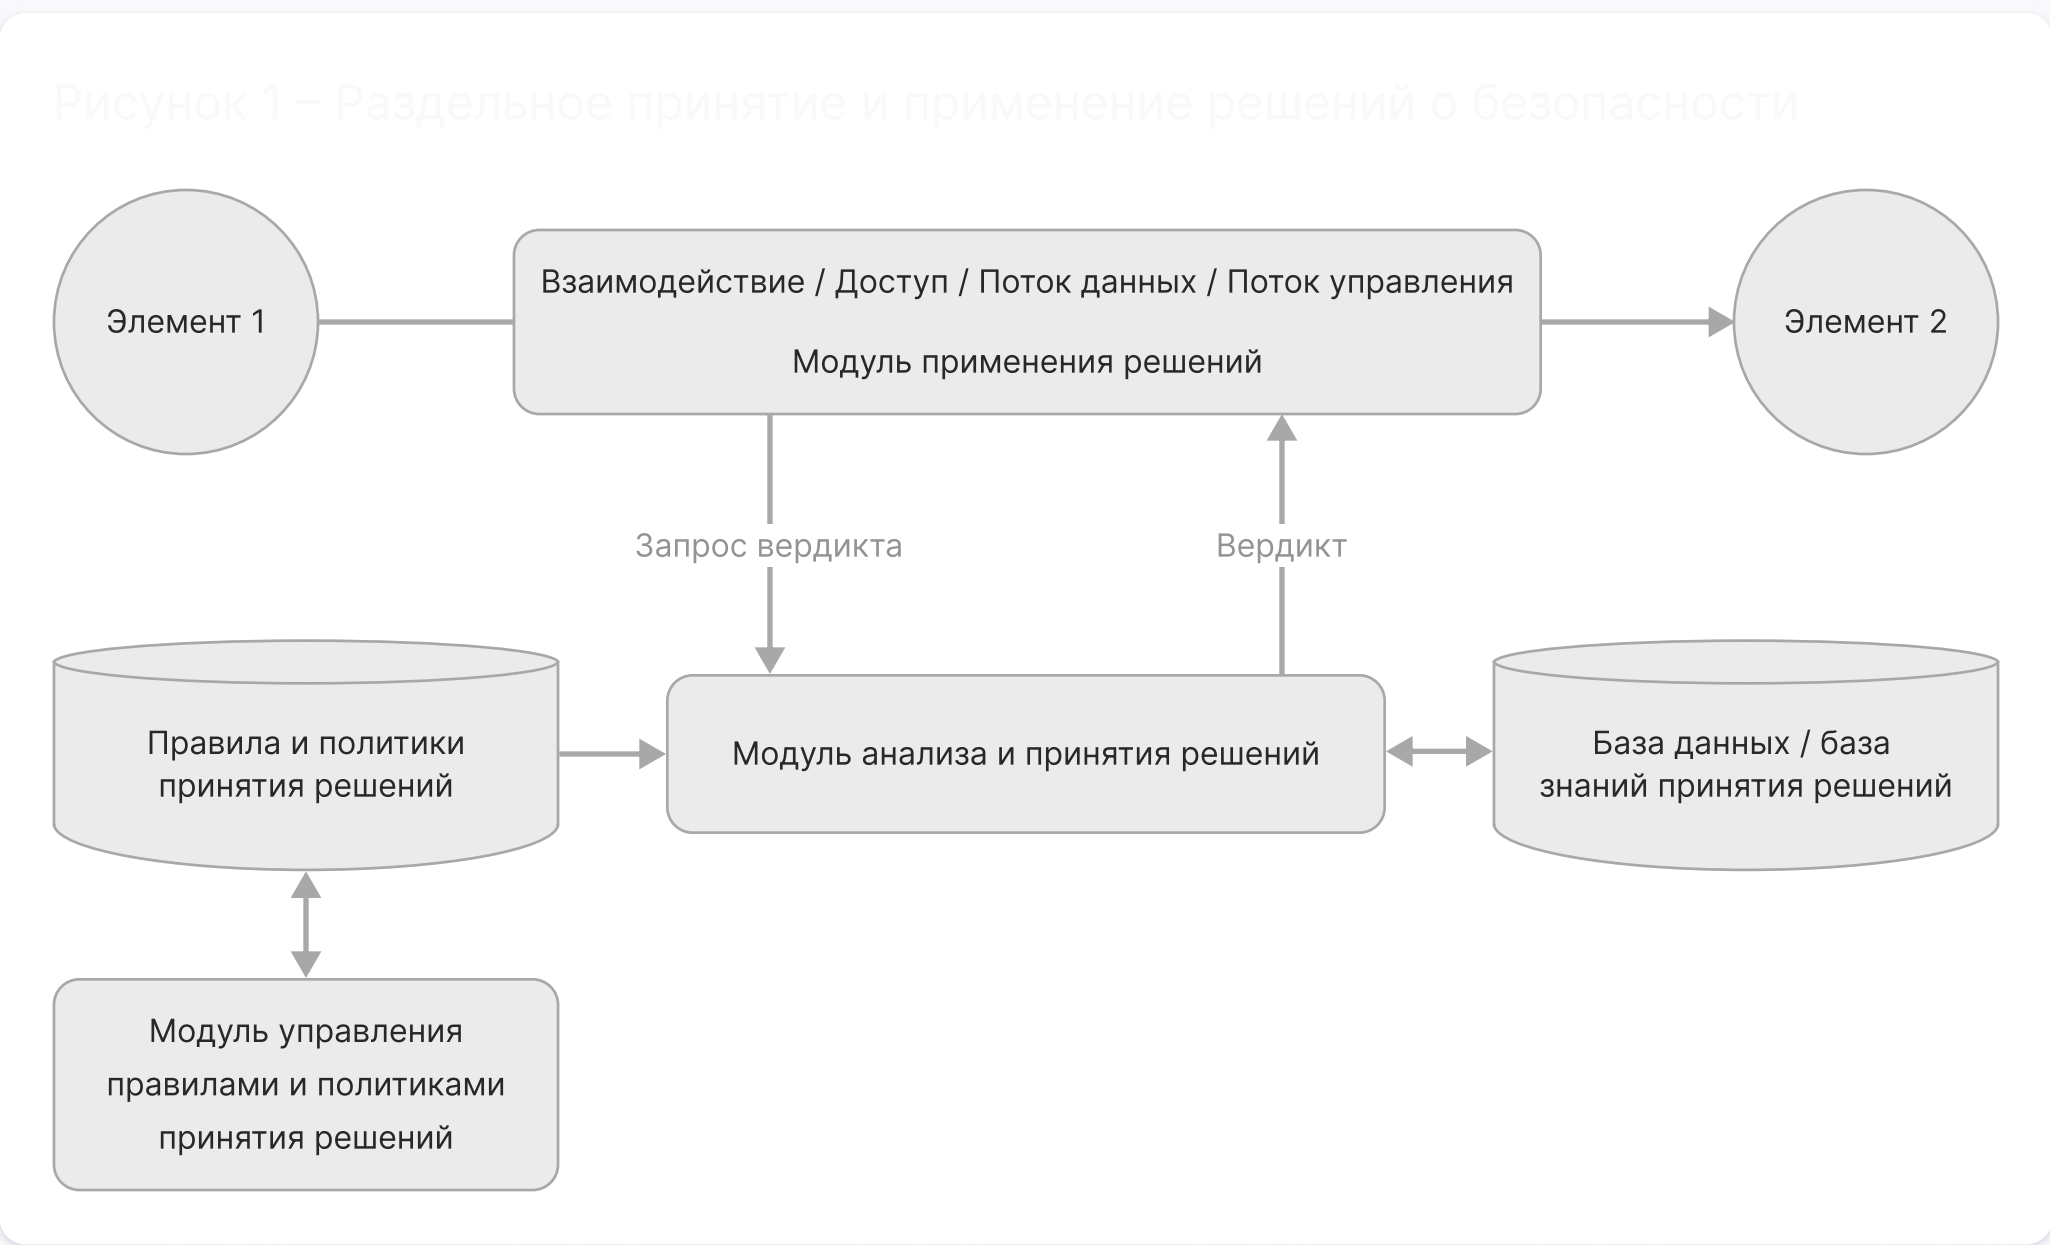 Рисунок 1 – Раздельное принятие и применение решений о безопасности
Элемент 1
Взаимодействие / Доступ / Поток данных / Поток управления
Модуль применения решений
Элемент 2
Запрос вердикта
Вердикт
Правила и политики
принятия решений
Модуль анализа и принятия решений
База данных / база
знаний принятия решений
Модуль управления
правилами и политиками
принятия решений